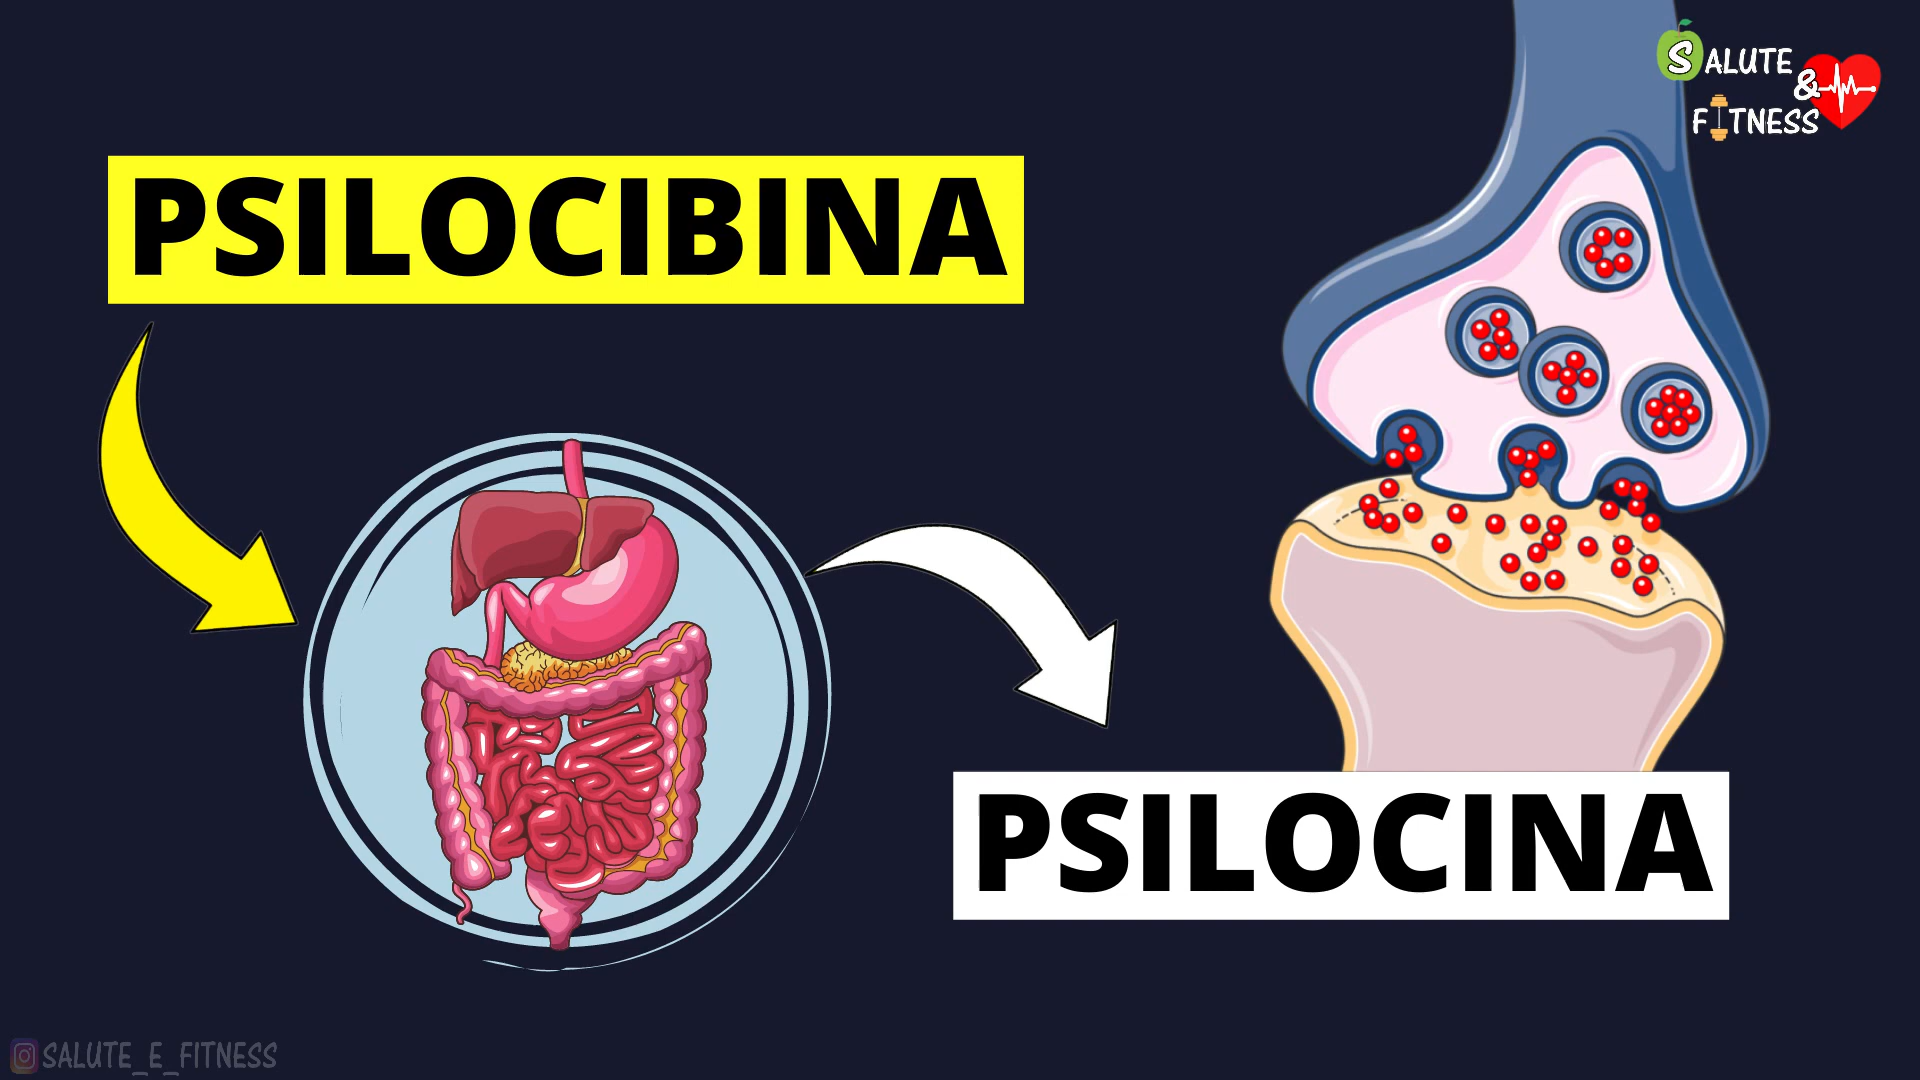 SALUTE
&
FITNESS
PSILOCIBINA
PSILOCINA
SALUTE_E_FITNESS